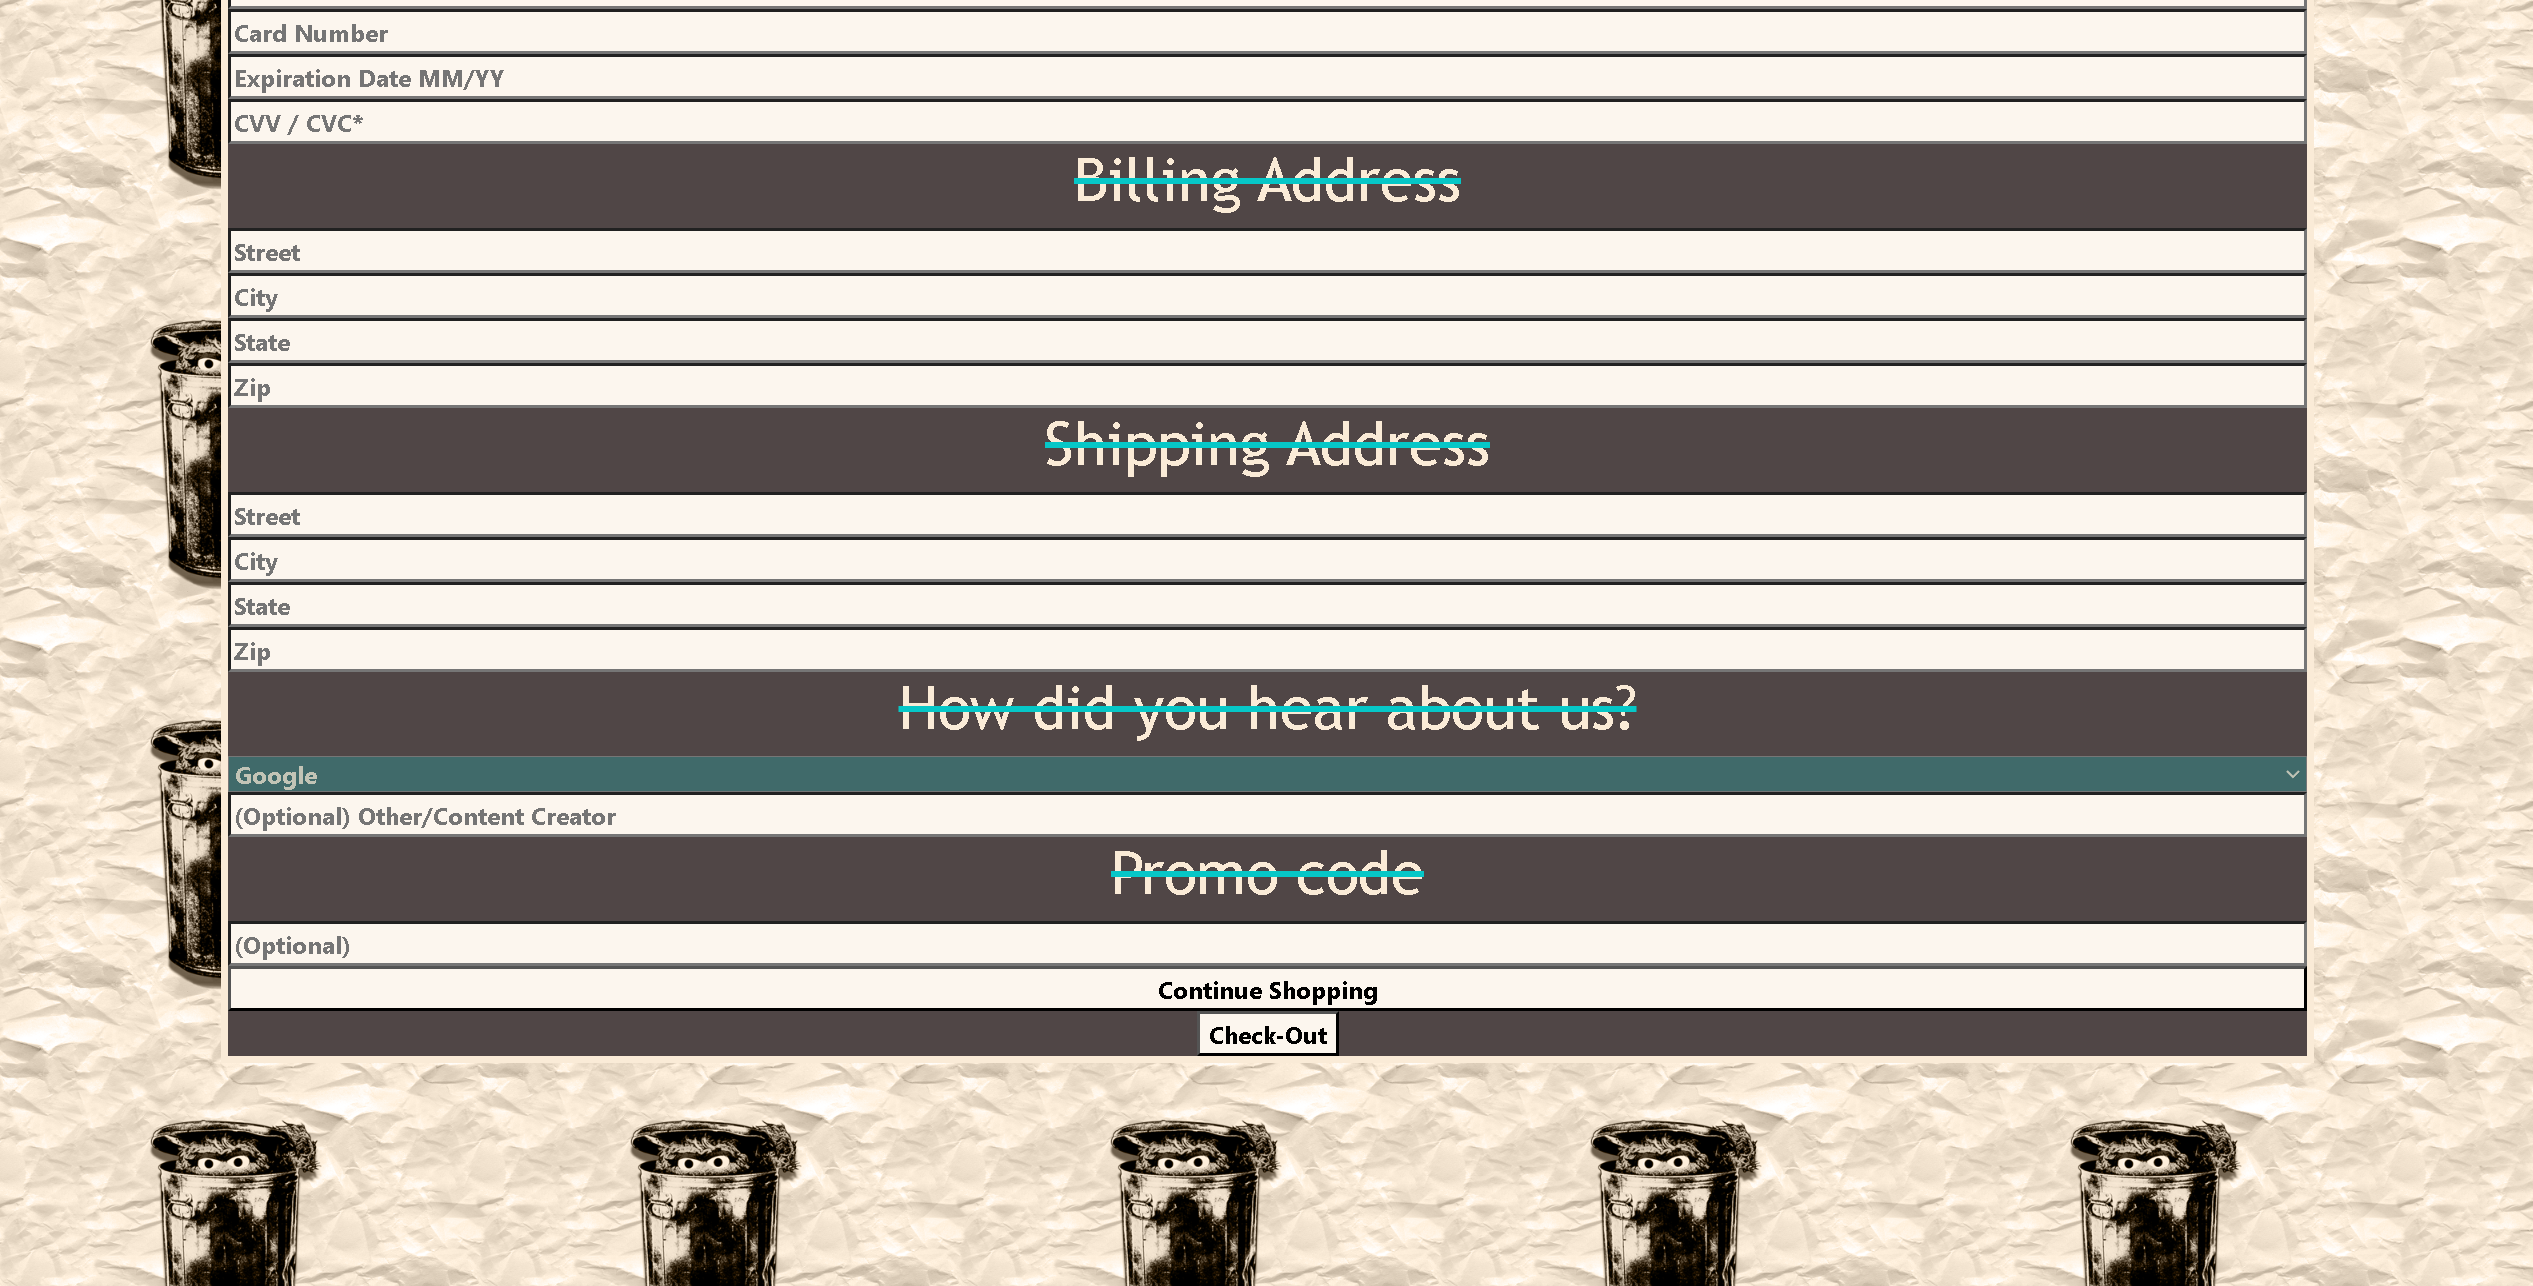 Card Number
Expiration Date MM/YY
CVV / CVC*
Billing Address
Street
City
State
Zip
Shipping Address
Street
City
State
Zip
How did you hear about us?
Google
(Optional) Other/Content Creator
Promo code
(Optional)
Continue Shopping
Check-Out